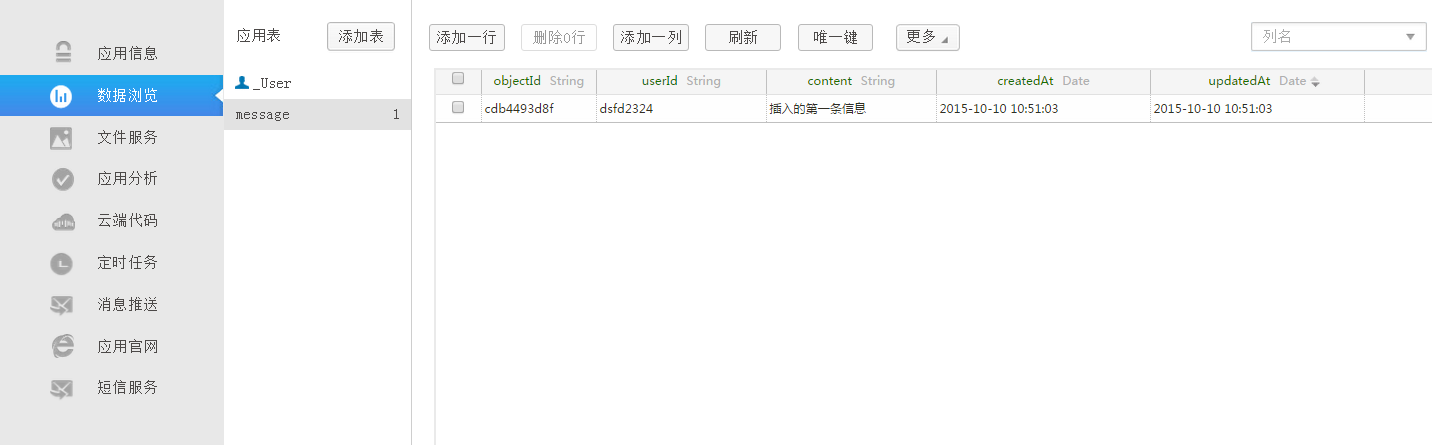 应用信息
数据浏览
文件服务
应用分析
云端代码
定时任务
消息推送
应用官网
短信服务
应用表 添加表
_User
message 1
添加一行 删除0行 添加一列 刷新 唯一键 更多 列名
objectId String userId String content String createdAt Date updatedAt Date
cdb4493d8f dsfd2324 插入的第一条信息 2015-10-10 10:51:03 2015-10-10 10:51:03